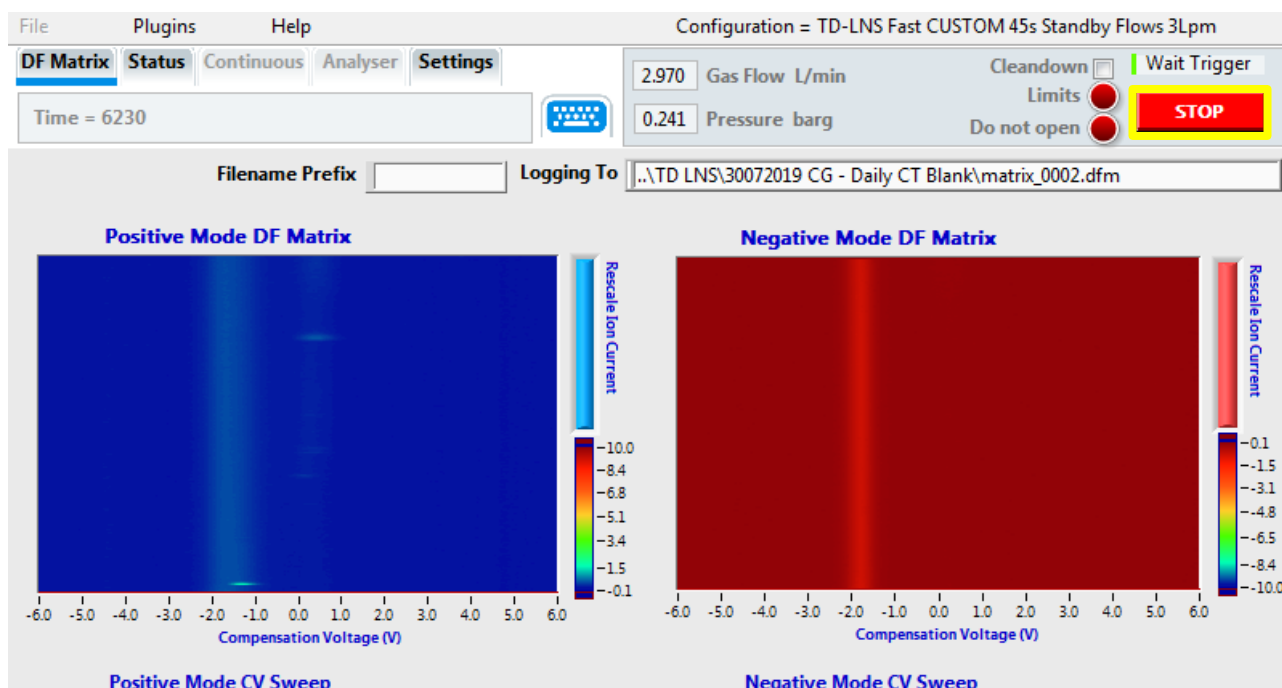 File Plugins Help Configuration = TD-LNS Fast CUSTOM 45s Standby Flows 3Lpm
DF Matrix Status Continuous Analyser Settings
2.970 Gas Flow L/min Cleandown Wait Trigger
Limits
Time = 6230
0.241 Pressure barg Do not open STOP
Filename Prefix Logging To ..\TD LNS\30072019 CG - Daily CT Blank\matrix_0002.dfm
Positive Mode DF Matrix
Rescale Ion Current
-10.0
-8.4
-6.8
-5.1
-3.4
-1.5
--0.1
-6.0 -5.0 -4.0 -3.0 -2.0 -1.0 0.0 1.0 2.0 3.0 4.0 5.0 6.0
Compensation Voltage (V)
Negative Mode DF Matrix
Rescale Ion Current
--0.1
--1.5
--3.1
--4.8
--6.5
--8.4
--10.0
-6.0 -5.0 -4.0 -3.0 -2.0 -1.0 0.0 1.0 2.0 3.0 4.0 5.0 6.0
Compensation Voltage (V)
Positive Mode CV Sweep Negative Mode CV Sweep